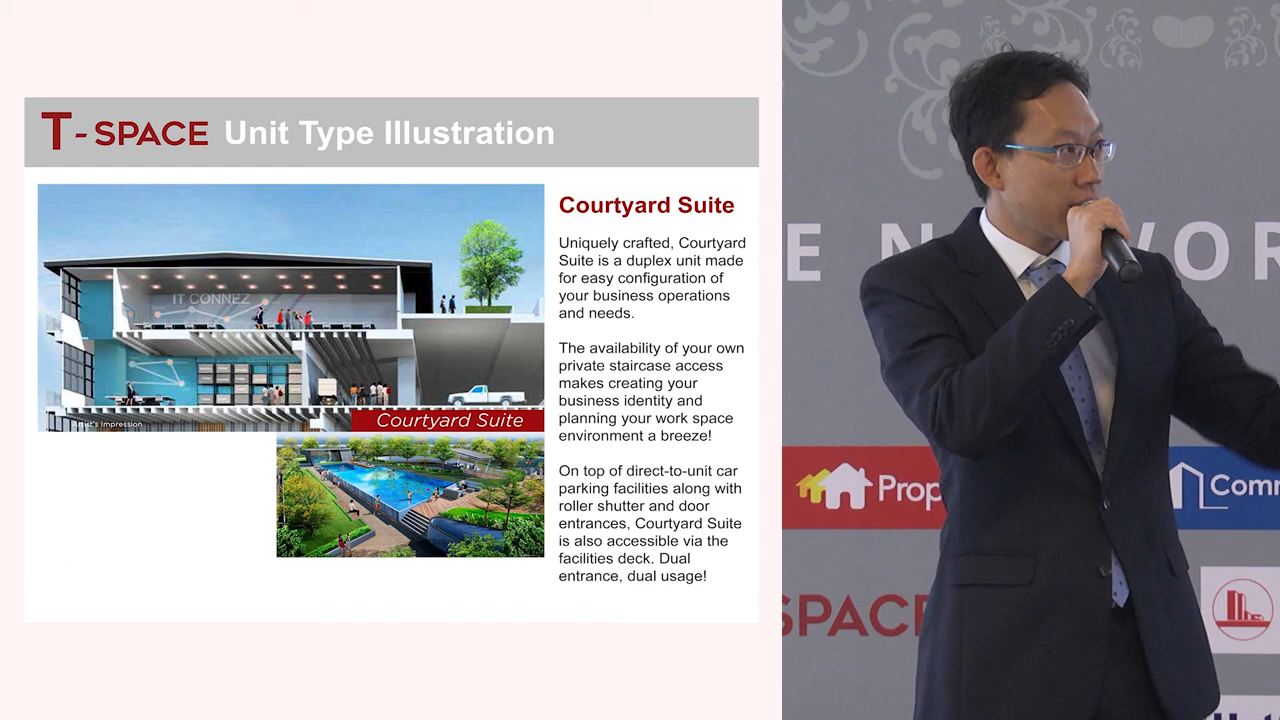 T-SPACE Unit Type Illustration
IT CONNEZ
Artist's Impression
Courtyard Suite
Courtyard Suite
Uniquely crafted, Courtyard
Suite is a duplex unit made
for easy configuration of
your business operations
and needs.
The availability of your own
private staircase access
makes creating your
business identity and
planning your work space
environment a breeze!
On top of direct-to-unit car
parking facilities along with
roller shutter and door
entrances, Courtyard Suite
is also accessible via the
facilities deck. Dual
entrance, dual usage!
E N WOR
Prop
Comm
SPACE